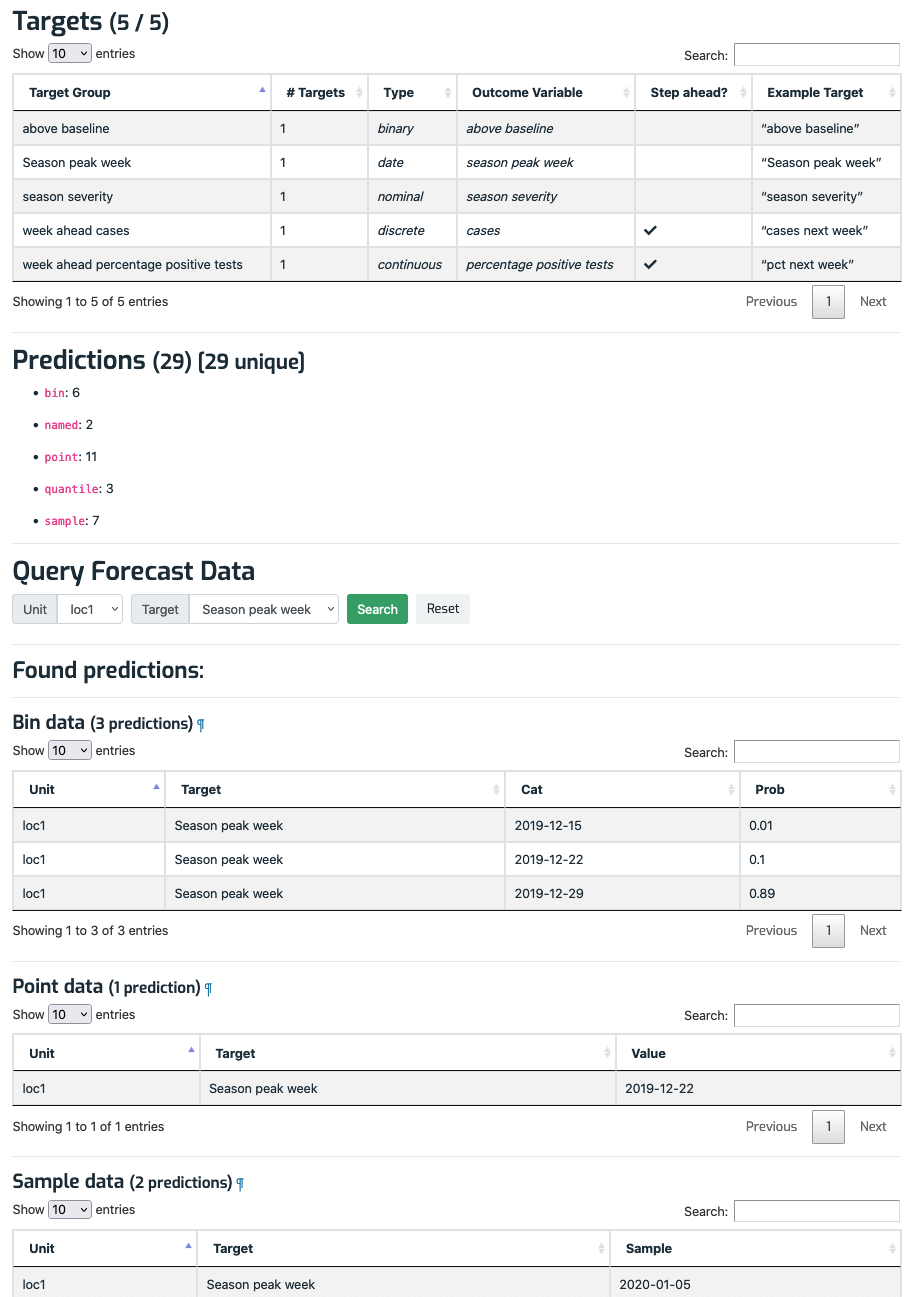 Targets (5 / 5)
Show 10 entries Search:
Target Group # Targets Type Outcome Variable Step ahead? Example Target
above baseline 1 binary above baseline “above baseline”
Season peak week 1 date season peak week “Season peak week”
season severity 1 nominal season severity “season severity”
week ahead cases 1 discrete cases ✓ “cases next week”
week ahead percentage positive tests 1 continuous percentage positive tests ✓ “pct next week”
Showing 1 to 5 of 5 entries Previous 1 Next
Predictions (29) [29 unique]
• bin: 6
• named: 2
• point: 11
• quantile: 3
• sample: 7
Query Forecast Data
Unit loc1 Target Season peak week Search Reset
Found predictions:
Bin data (3 predictions) ¶
Show 10 entries Search:
Unit Target Cat Prob
loc1 Season peak week 2019-12-15 0.01
loc1 Season peak week 2019-12-22 0.1
loc1 Season peak week 2019-12-29 0.89
Showing 1 to 3 of 3 entries Previous 1 Next
Point data (1 prediction) ¶
Show 10 entries Search:
Unit Target Value
loc1 Season peak week 2019-12-22
Showing 1 to 1 of 1 entries Previous 1 Next
Sample data (2 predictions) ¶
Show 10 entries Search:
Unit Target Sample
loc1 Season peak week 2020-01-05